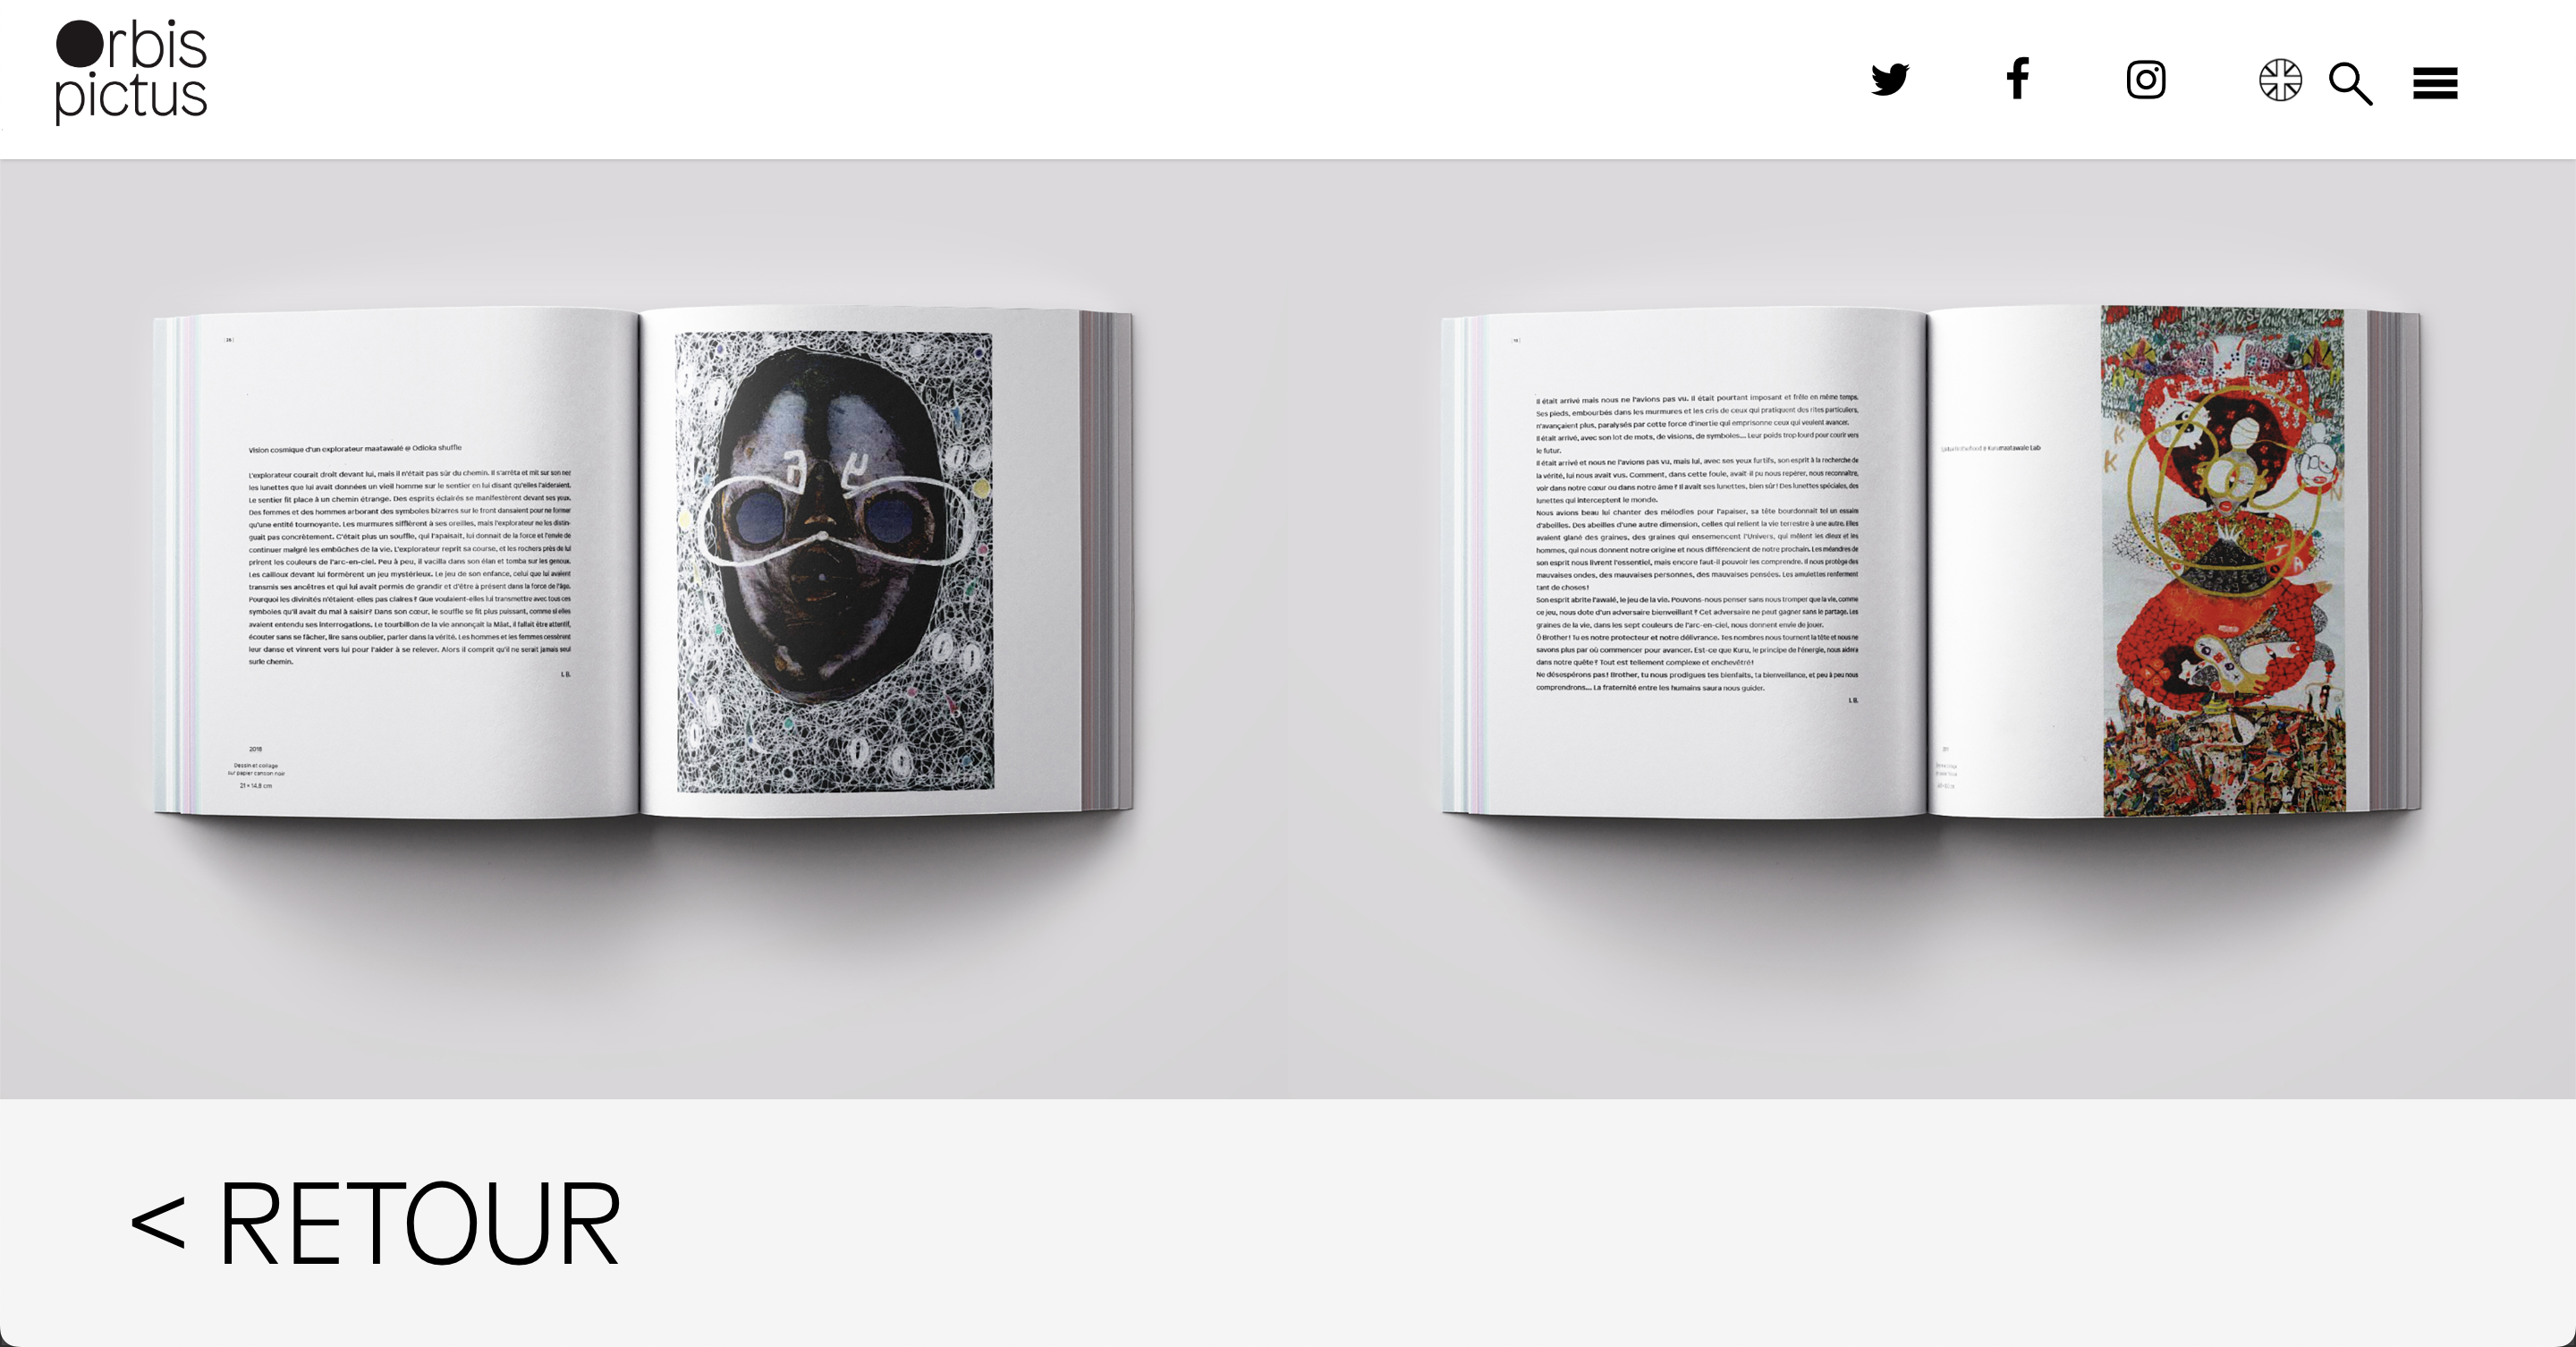 Orbis
pictus
[26]
Vision cosmique d'un explorateur maatawalé @ Odioka shuffle
L'explorateur courait droit devant lui, mais il n'était pas sûr du chemin. Il s'arrêta et mit sur son nez
les lunettes que lui avait données un vieil homme sur le sentier en lui disant qu'elles l'aideraient.
Le sentier fit place à un chemin étrange. Des esprits éclairés se manifestèrent devant ses yeux.
Des femmes et des hommes arborant des symboles bizarres sur le front dansaient pour ne former
qu'une entité tournoyante. Les murmures sifflèrent à ses oreilles, mais l'explorateur ne les distin-
guait pas concrètement. C'était plus un souffle, qui l'apaisait, lui donnait de la force et l'envie de
continuer malgré les embûches de la vie. L'explorateur reprit sa course, et les rochers près de lui
prirent les couleurs de l'arc-en-ciel. Peu à peu, il vacilla dans son élan et tomba sur les genoux.
Les cailloux devant lui formèrent un jeu mystérieux. Le jeu de son enfance, celui que lui avaient
transmis ses ancêtres et qui lui avait permis de grandir et d'être à présent dans la force de l'âge.
Pourquoi les divinités n'étaient-elles pas claires ? Que voulaient-elles lui transmettre avec tous ces
symboles qu'il avait du mal à saisir? Dans son cœur, le souffle se fit plus puissant, comme si elles
avaient entendu ses interrogations. Le tourbillon de la vie annonçait la Mâat, il fallait être attentif,
écouter sans se fâcher, lire sans oublier, parler dans la vérité. Les hommes et les femmes cessèrent
leur danse et vinrent vers lui pour l'aider à se relever. Alors il comprit qu'il ne serait jamais seul
sur le chemin.
I. B.
2018
Dessin et collage
sur papier canson noir
21 × 14,8 cm
Il était arrivé mais nous ne l'avions pas vu. Il était pourtant imposant et frêle en même temps.
Ses pieds, embourbés dans les murmures et les cris de ceux qui pratiquent des rites particuliers,
n'avançaient plus, paralysés par cette force d'inertie qui emprisonne ceux qui veulent avancer.
Il était arrivé, avec son lot de mots, de visions, de symboles... Leur poids trop lourd pour courir vers
le futur.
Il était arrivé et nous ne l'avions pas vu, mais lui, avec ses yeux furtifs, son esprit à la recherche de
la vérité, lui nous avait vus. Comment, dans cette foule, avait-il pu nous repérer, nous reconnaître,
voir dans notre cœur ou dans notre âme ? Il avait ses lunettes, bien sûr ! Des lunettes spéciales, des
lunettes qui interceptent le monde.
Nous avions beau lui chanter des mélodies pour l'apaiser, sa tête bourdonnait tel un essaim
d'abeilles. Des abeilles d'une autre dimension, celles qui relient la vie terrestre à une autre. Elles
avaient glané des graines, des graines qui ensemencent l'Univers, qui mêlent les dieux et les
hommes, qui nous donnent notre origine et nous différencient de notre prochain. Les méandres de
son esprit nous livrent l'essentiel, mais encore faut-il pouvoir les comprendre. Il nous protège des
mauvaises ondes, des mauvaises personnes, des mauvaises pensées. Les amulettes renferment
tant de choses !
Son esprit abrite l'awalé, le jeu de la vie. Pouvons-nous penser sans nous tromper que la vie, comme
ce jeu, nous dote d'un adversaire bienveillant ? Cet adversaire ne peut gagner sans le partage. Les
graines de la vie, dans les sept couleurs de l'arc-en-ciel, nous donnent envie de jouer.
Ô Brother ! Tu es notre protecteur et notre délivrance. Tes nombres nous tournent la tête et nous ne
savons plus par où commencer pour avancer. Est-ce que Kuru, le principe de l'énergie, nous aidera
dans notre quête ? Tout est tellement complexe et enchevêtré !
Ne désespérons pas ! Brother, tu nous prodigues tes bienfaits, ta bienveillance, et peu à peu nous
comprendrons... La fraternité entre les humains saura nous guider.
I. B.
K
K
N
T
A
< RETOUR